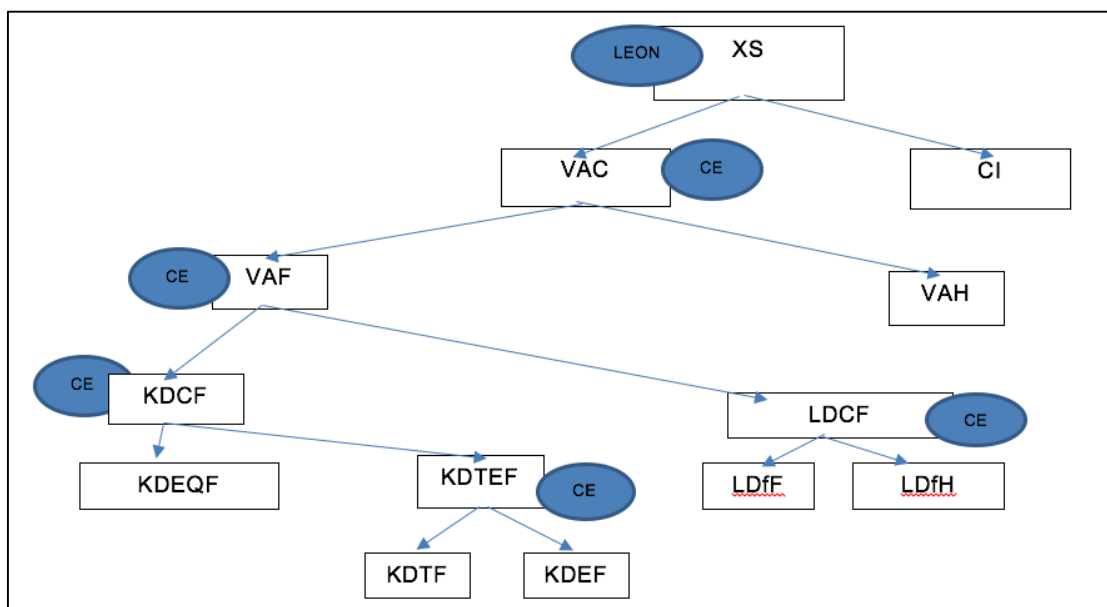 LEON
XS
VAC
CE
CI
CE
VAF
VAH
CE
KDCF
LDCF
CE
KDEQF
KDTEF
CE
LDfF
LDfH
KDTF
KDEF